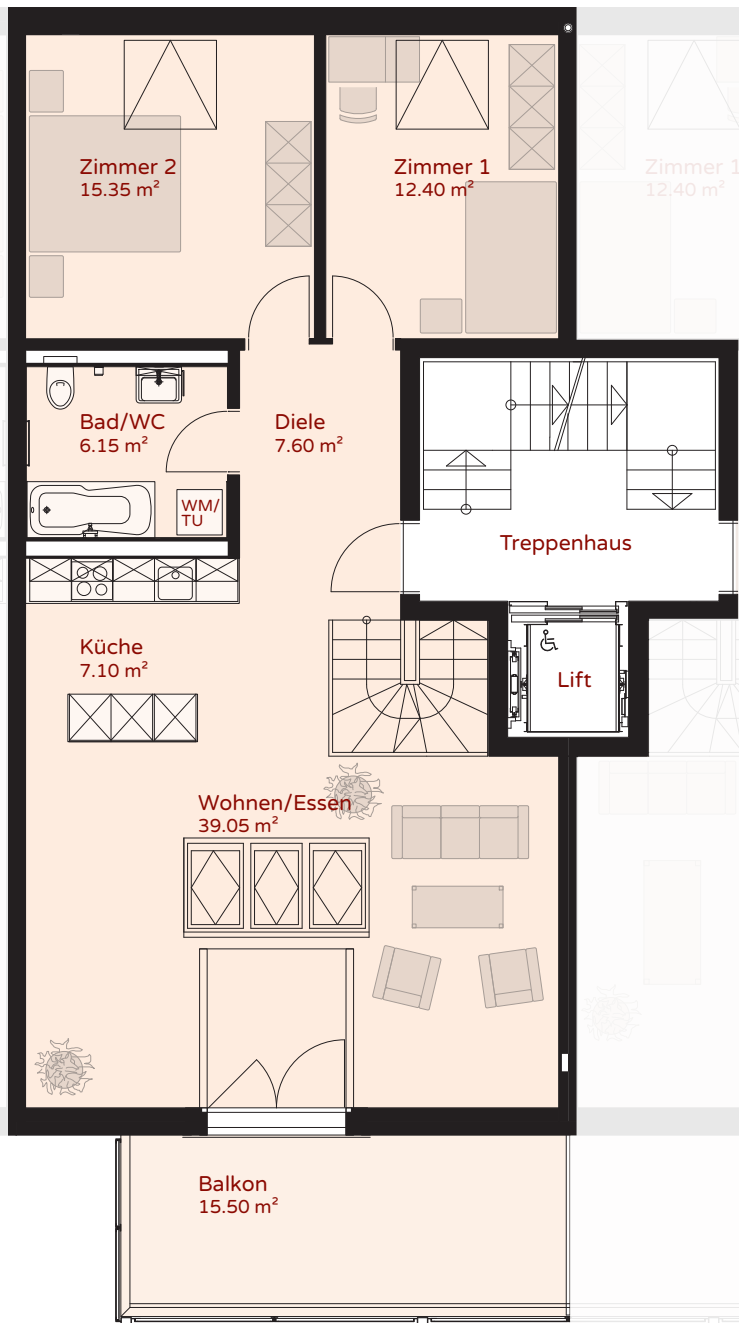 Zimmer 2
15.35 m²
Zimmer 1
12.40 m²
Zimmer 1
12.40 m²
Bad/WC
6.15 m²
Diele
7.60 m²
WM/
TU
Treppenhaus
Küche
7.10 m²
Lift
Wohnen/Essen
39.05 m²
Balkon
15.50 m²